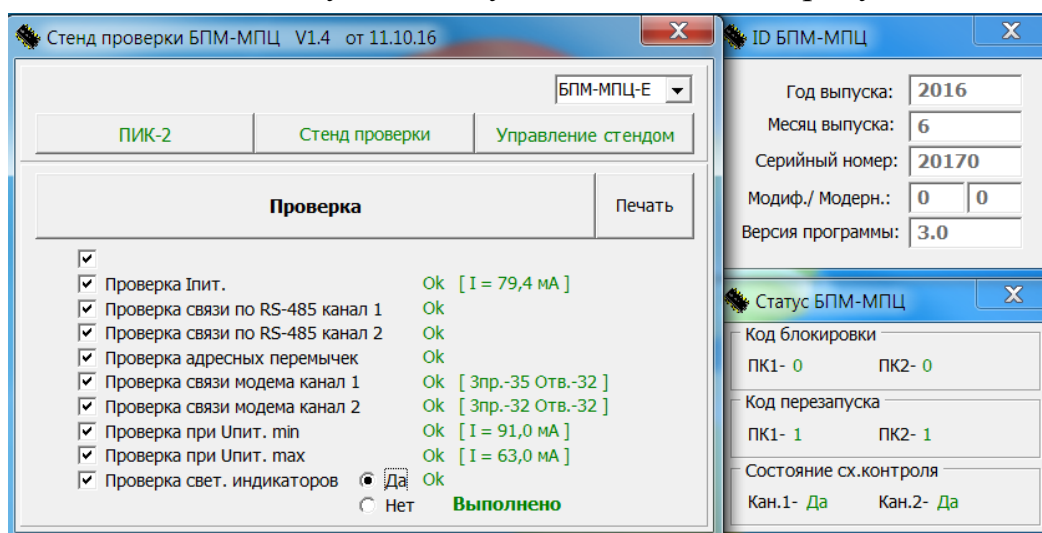 Стенд проверки БПМ-МПЦ V1.4 от 11.10.16
БПМ-МПЦ-Е
ПИК-2 Стенд проверки Управление стендом
Проверка Печать
Проверка Iпит. Ok [ I = 79,4 мА ]
Проверка связи по RS-485 канал 1 Ok
Проверка связи по RS-485 канал 2 Ok
Проверка адресных перемычек Ok
Проверка связи модема канал 1 Ok [ Зпр.-35 Отв.-32 ]
Проверка связи модема канал 2 Ok [ Зпр.-32 Отв.-32 ]
Проверка при Uпит. min Ok [ I = 91,0 мА ]
Проверка при Uпит. max Ok [ I = 63,0 мА ]
Проверка свет. индикаторов Да Ok
Нет Выполнено
ID БПМ-МПЦ
Год выпуска: 2016
Месяц выпуска: 6
Серийный номер: 20170
Модиф./ Модерн.: 0 0
Версия программы: 3.0
Статус БПМ-МПЦ
Код блокировки
ПК1- 0 ПК2- 0
Код перезапуска
ПК1- 1 ПК2- 1
Состояние сх.контроля
Кан.1- Да Кан.2- Да